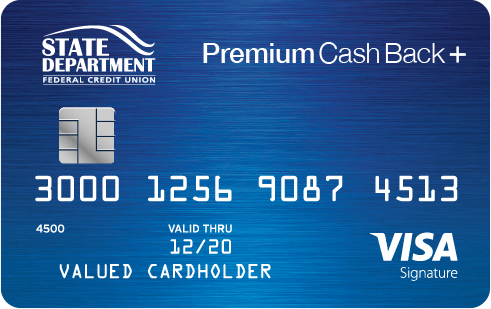 STATE DEPARTMENT
FEDERAL CREDIT UNION
Premium Cash Back+
3000 1256 9087 4513
4500
VALID THRU
12/20
VALUED CARDHOLDER
VISA
Signature